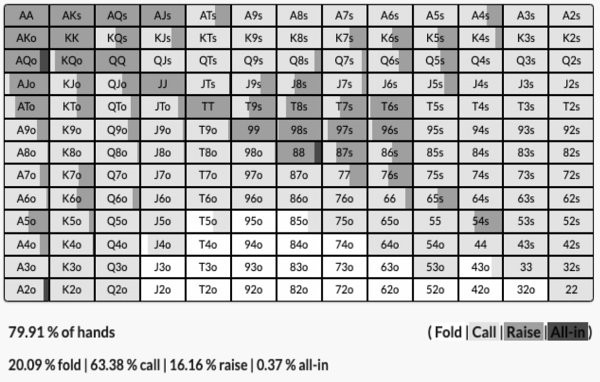 AA AKs AQs AJs ATs A9s A8s A7s A6s A5s A4s A3s A2s
AKo KK KQs KJs KTs K9s K8s K7s K6s K5s K4s K3s K2s
AQo KQo QQ QJs QTs Q9s Q8s Q7s Q6s Q5s Q4s Q3s Q2s
AJo KJo QJo JJ JTs J9s J8s J7s J6s J5s J4s J3s J2s
ATo KTo QTo JTo TT T9s T8s T7s T6s T5s T4s T3s T2s
A9o K9o Q9o J9o T9o 99 98s 97s 96s 95s 94s 93s 92s
A8o K8o Q8o J8o T8o 98o 88 87s 86s 85s 84s 83s 82s
A7o K7o Q7o J7o T7o 97o 87o 77 76s 75s 74s 73s 72s
A6o K6o Q6o J6o T6o 96o 86o 76o 66 65s 64s 63s 62s
A5o K5o Q5o J5o T5o 95o 85o 75o 65o 55 54s 53s 52s
A4o K4o Q4o J4o T4o 94o 84o 74o 64o 54o 44 43s 42s
A3o K3o Q3o J3o T3o 93o 83o 73o 63o 53o 43o 33 32s
A2o K2o Q2o J2o T2o 92o 82o 72o 62o 52o 42o 32o 22
79.91 % of hands (Fold | Call | Raise | All-in)
20.09 % fold | 63.38 % call | 16.16 % raise | 0.37 % all-in